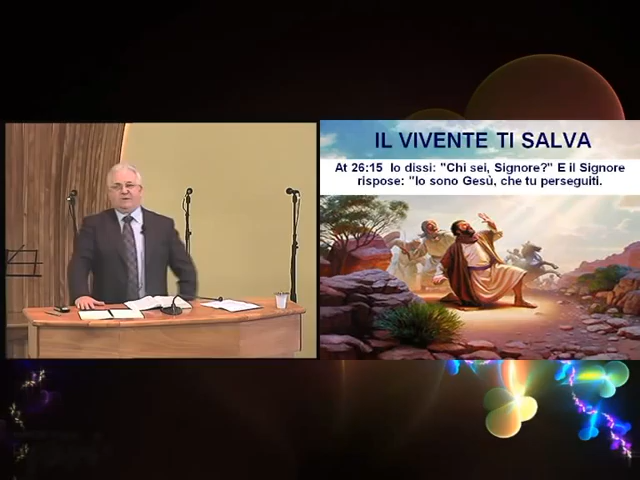 IL VIVENTE TI SALVA
At 26:15 Io dissi: "Chi sei, Signore?" E il Signore
rispose: "Io sono Gesù, che tu perseguiti.